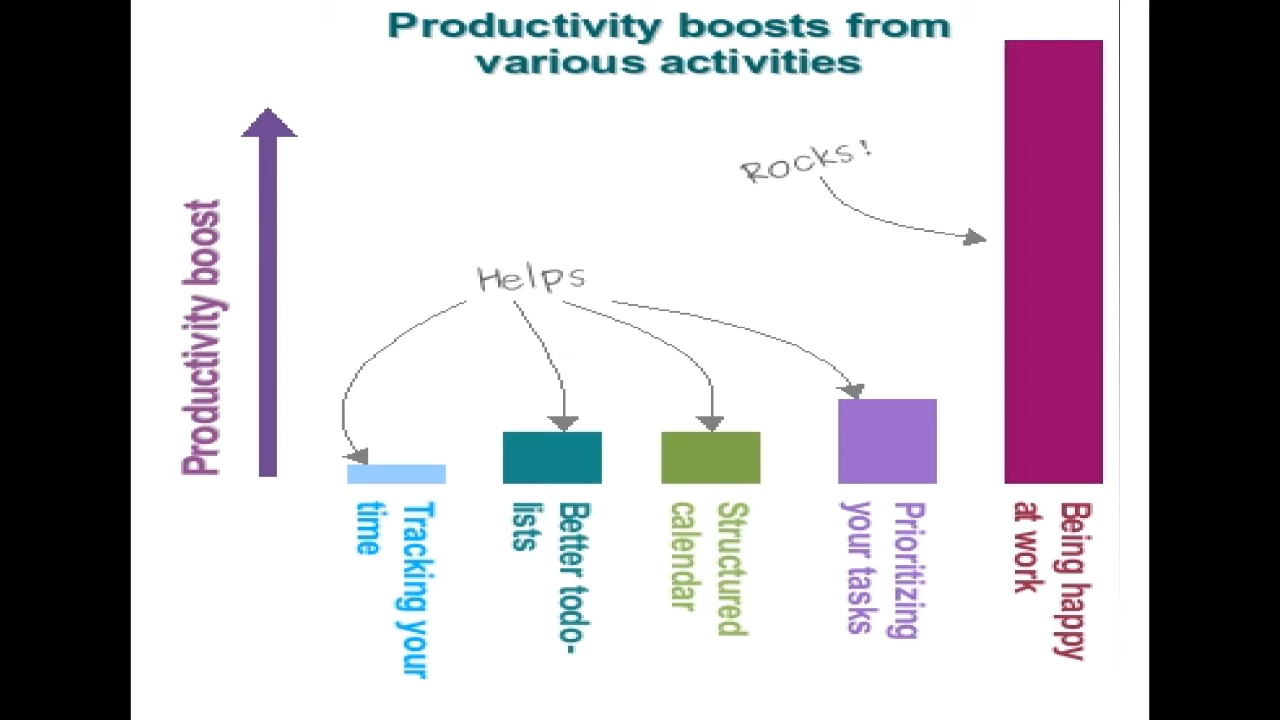 Productivity boosts from
various activities
Productivity boost
Rocks!
Helps
Tracking your
time
Better todo-
lists
Structured
calendar
Prioritizing
your tasks
Being happy
at work